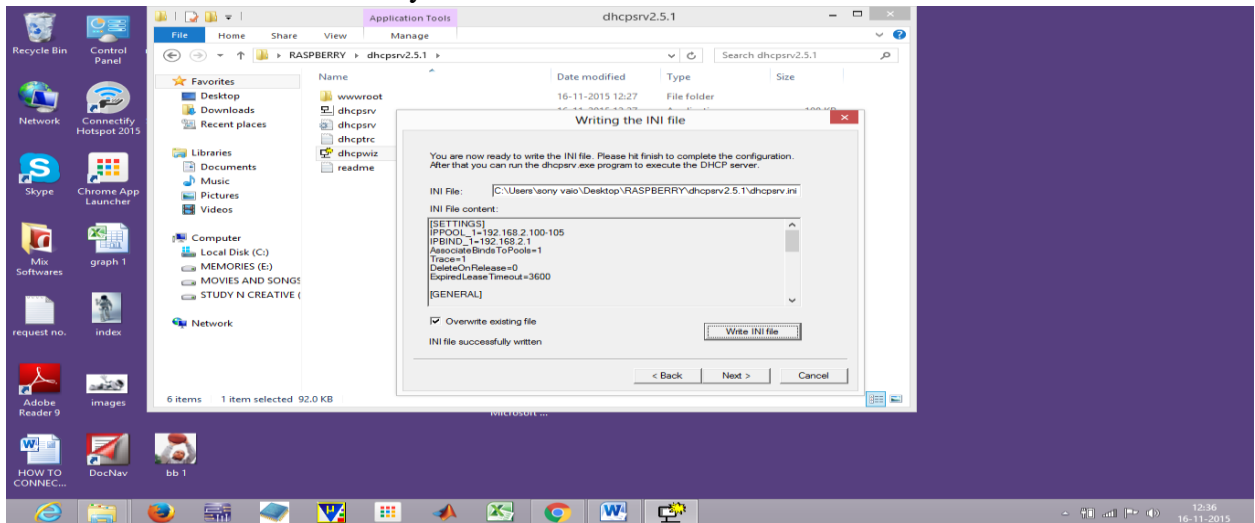 Application Tools
dhcpsrv2.5.1
File Home Share View Manage
RASPBERRY dhcpsrv2.5.1
Search dhcpsrv2.5.1
Recycle Bin
Control Panel
Network
Connectify Hotspot 2015
Skype
Chrome App Launcher
Mix Softwares
graph 1
request no.
index
Adobe Reader 9
images
HOW TO CONNEC...
DocNav
bb 1
Favorites
Desktop
Downloads
Recent places
Libraries
Documents
Music
Pictures
Videos
Computer
Local Disk (C:)
MEMORIES (E:)
MOVIES AND SONGS
STUDY N CREATIVE (
Network
Name Date modified Type Size
wwwroot 16-11-2015 12:27 File folder
dhcpsrv
dhcpsrv
dhcptrc
dhcpwiz
readme
Writing the INI file
You are now ready to write the INI file. Please hit finish to complete the configuration.
After that you can run the dhcpsrv.exe program to execute the DHCP server.
INI File: C:\Users\sony vaio\Desktop\RASPBERRY\dhcpsrv2.5.1\dhcpsrv.ini
INI File content:
[SETTINGS]
IPPOOL_1=192.168.2.100-105
IPBIND_1=192.168.2.1
AssociateBindsToPools=1
Trace=1
DeleteOnRelease=0
ExpiredLeaseTimeout=3600
[GENERAL]
Overwrite existing file
Write INI file
INI file successfully written
< Back Next > Cancel
6 items 1 item selected 92.0 KB
Microsoft ...
12:36
16-11-2015